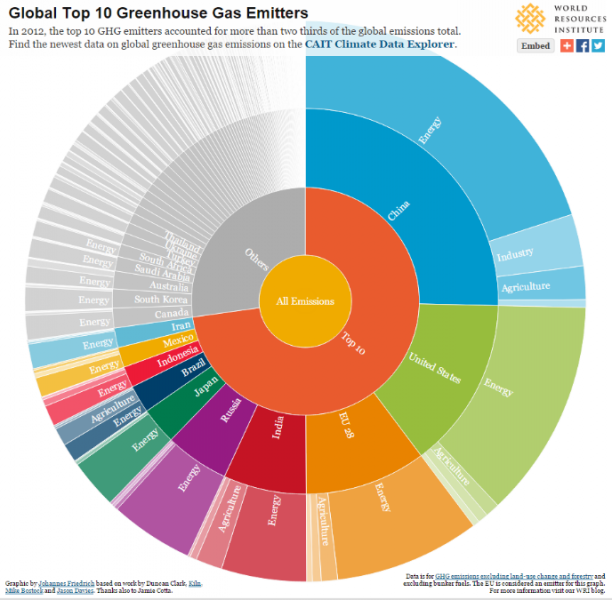 Global Top 10 Greenhouse Gas Emitters
In 2012, the top 10 GHG emitters accounted for more than two thirds of the global emissions total.
Find the newest data on global greenhouse gas emissions on the CAIT Climate Data Explorer.
WORLD
RESOURCES
INSTITUTE
Embed
All Emissions
Top 10
Others
China
Energy
Industry
Agriculture
United States
Energy
Agriculture
EU 28
Energy
Agriculture
India
Energy
Agriculture
Russia
Energy
Japan
Energy
Brazil
Energy
Agriculture
Indonesia
Energy
Mexico
Energy
Iran
Energy
Canada
Energy
South Korea
Energy
Australia
Energy
Saudi Arabia
Energy
South Africa
Energy
Turkey
Ukraine
Thailand
Graphic by Johannes Friedrich based on work by Duncan Clark, Kiln,
Mike Bostock and Jason Davies. Thanks also to Jamie Cotta.
Data is for GHG emissions excluding land-use change and forestry and
excluding bunker fuels. The EU is considered an emitter for this graph.
For more information visit our WRI blog.